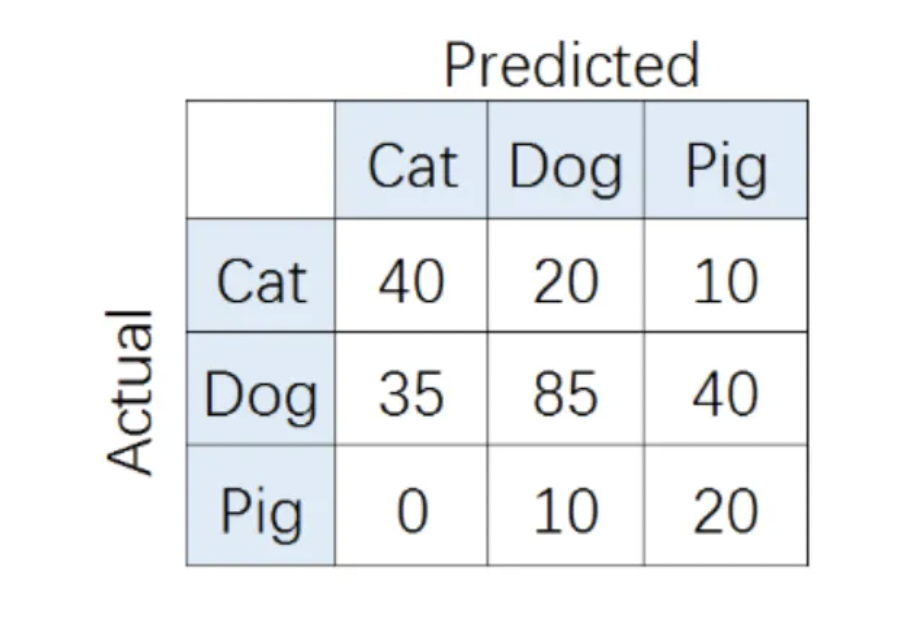 Predicted
Cat Dog Pig
Actual
Cat 40 20 10
Dog 35 85 40
Pig 0 10 20